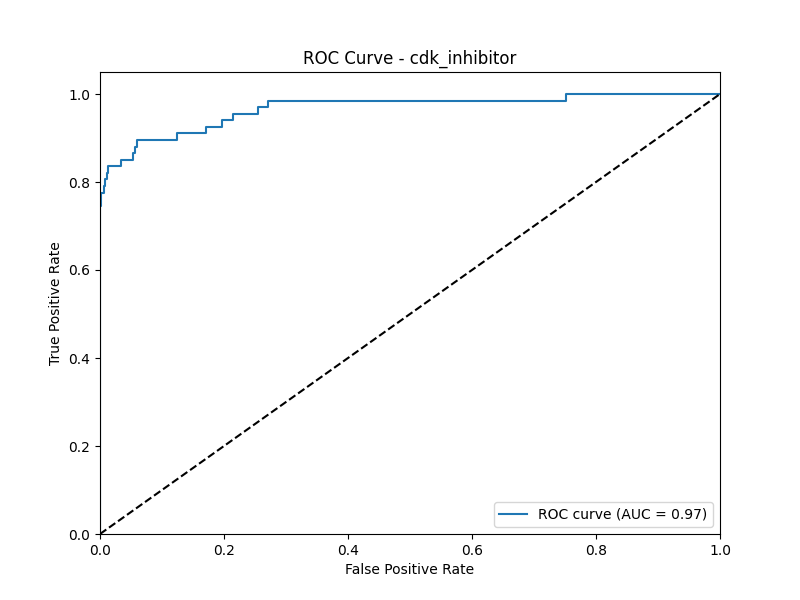 ROC Curve - cdk_inhibitor
True Positive Rate
1.0
0.8
0.6
0.4
0.2
0.0
0.0 0.2 0.4 0.6 0.8 1.0
False Positive Rate
ROC curve (AUC = 0.97)